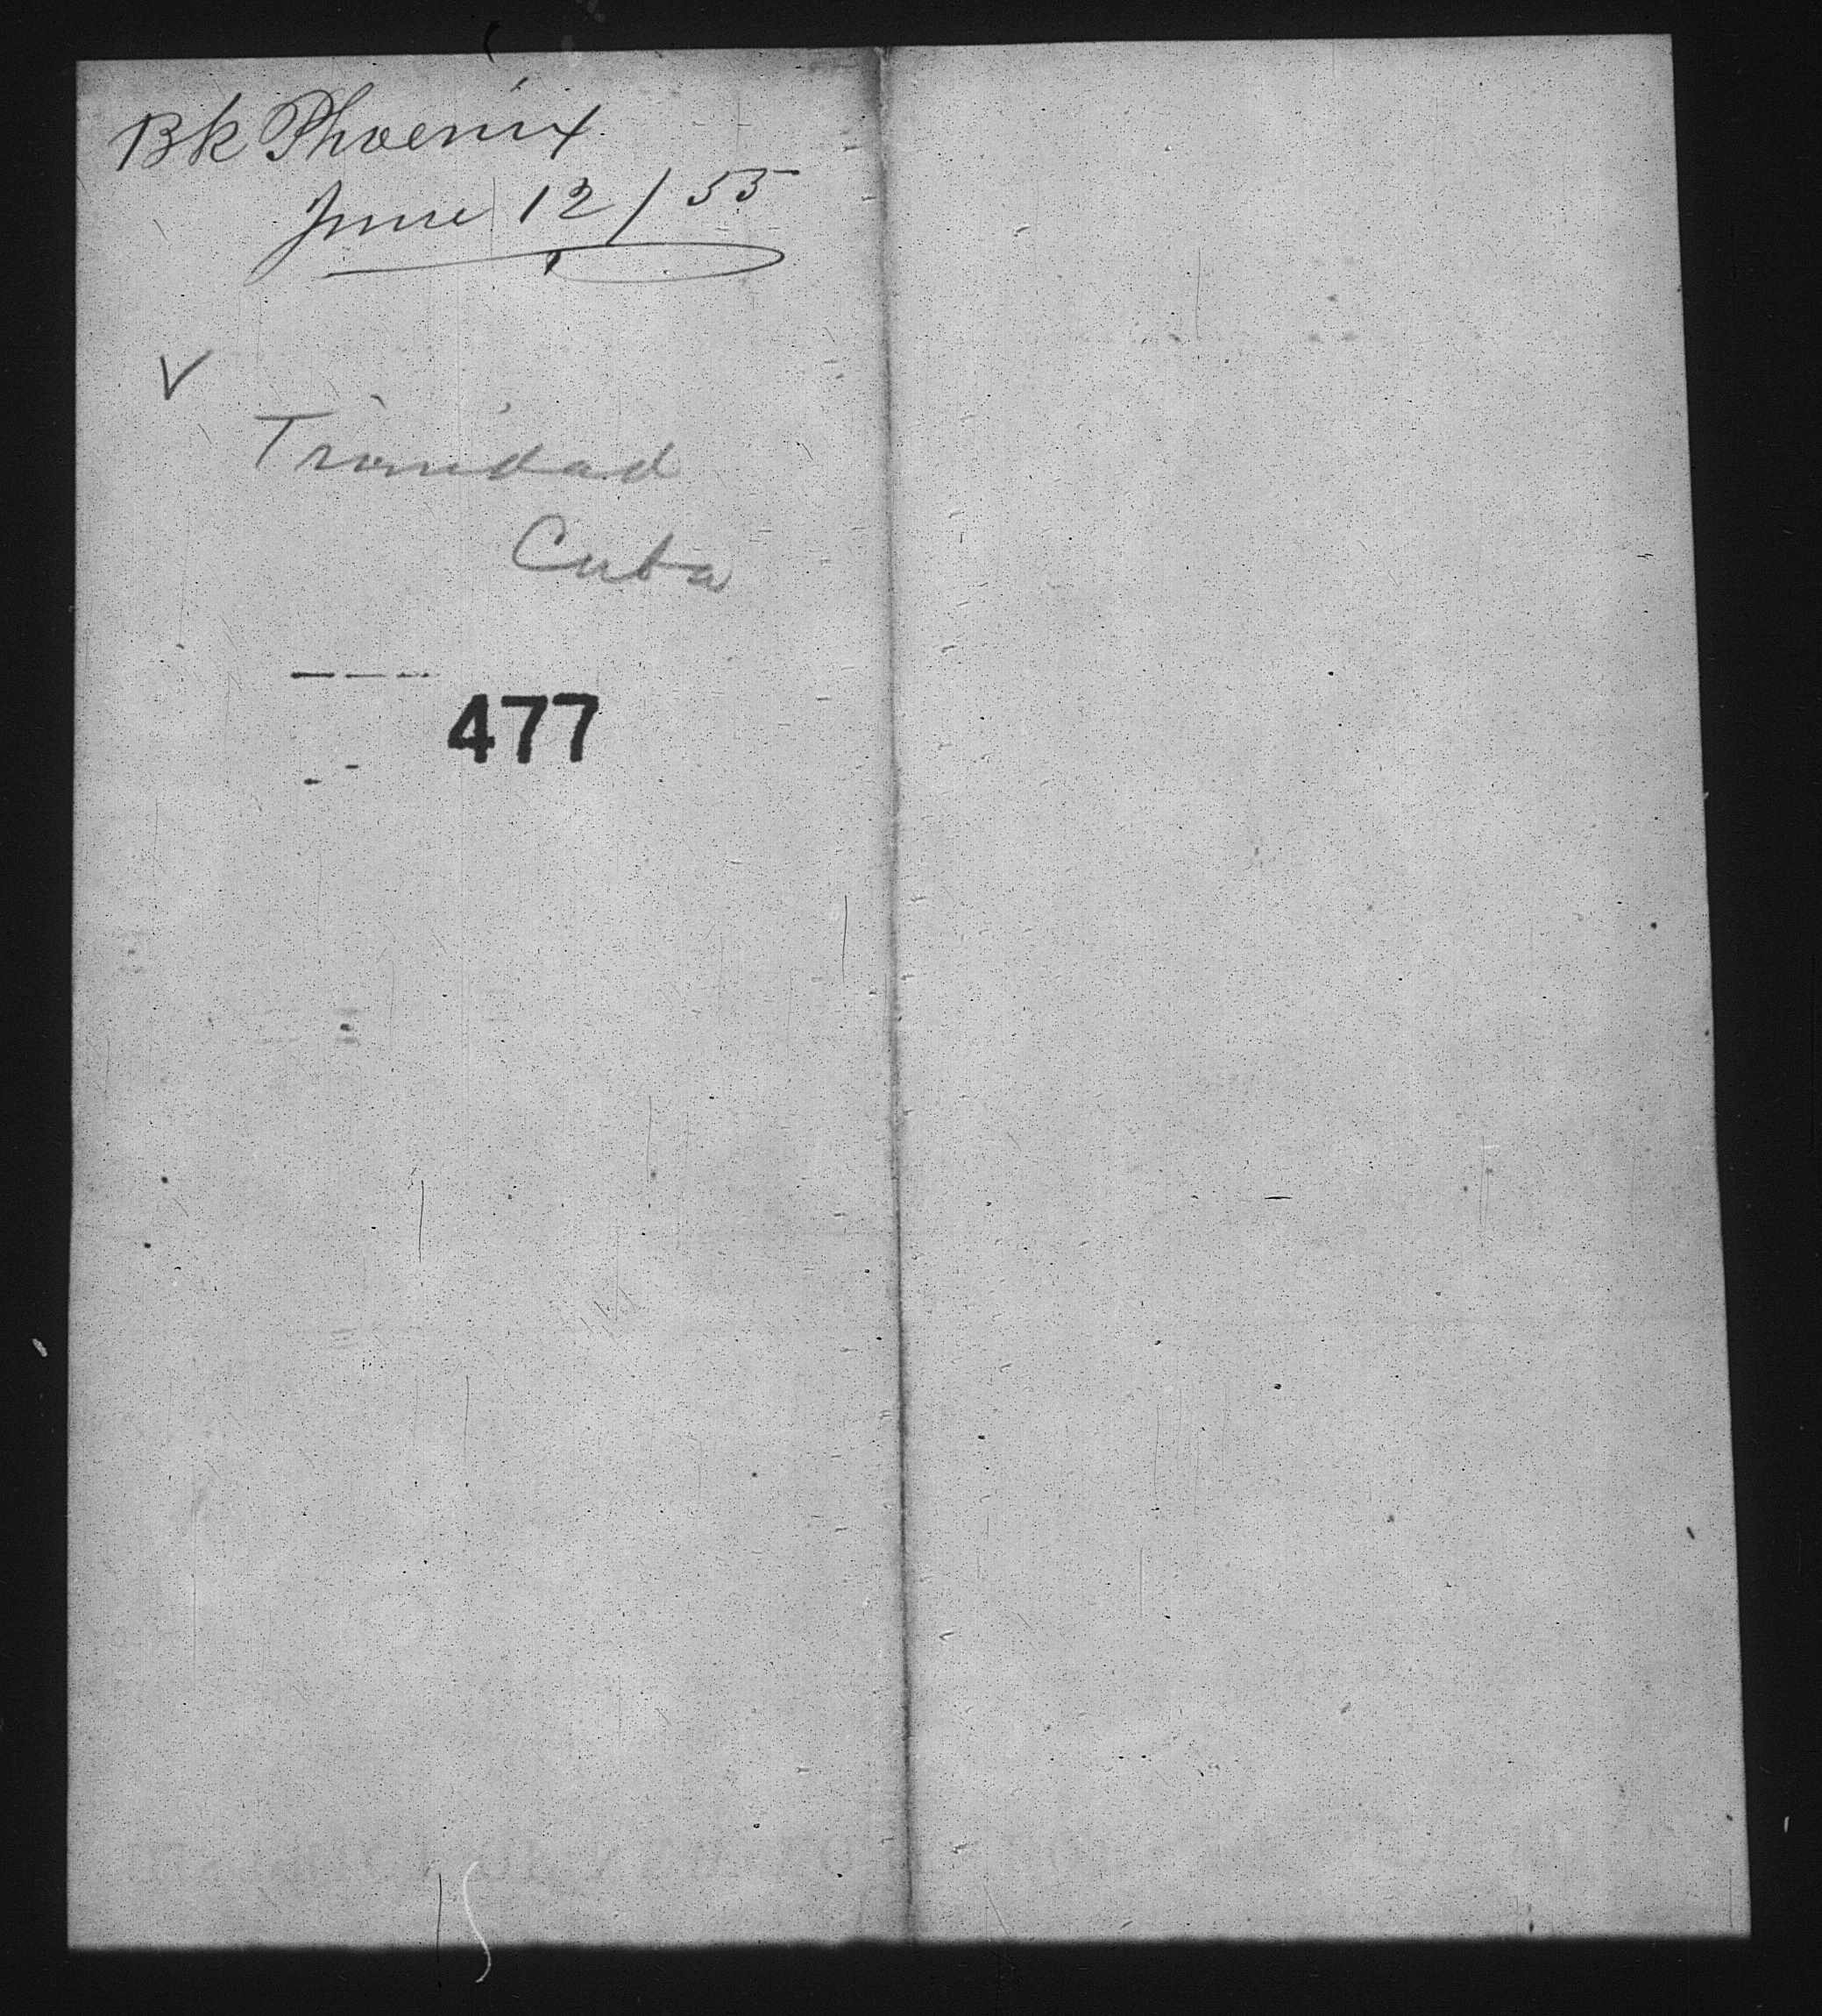 Bk Phoenix
June 12/55
✓
Trinidad
Cuba
477